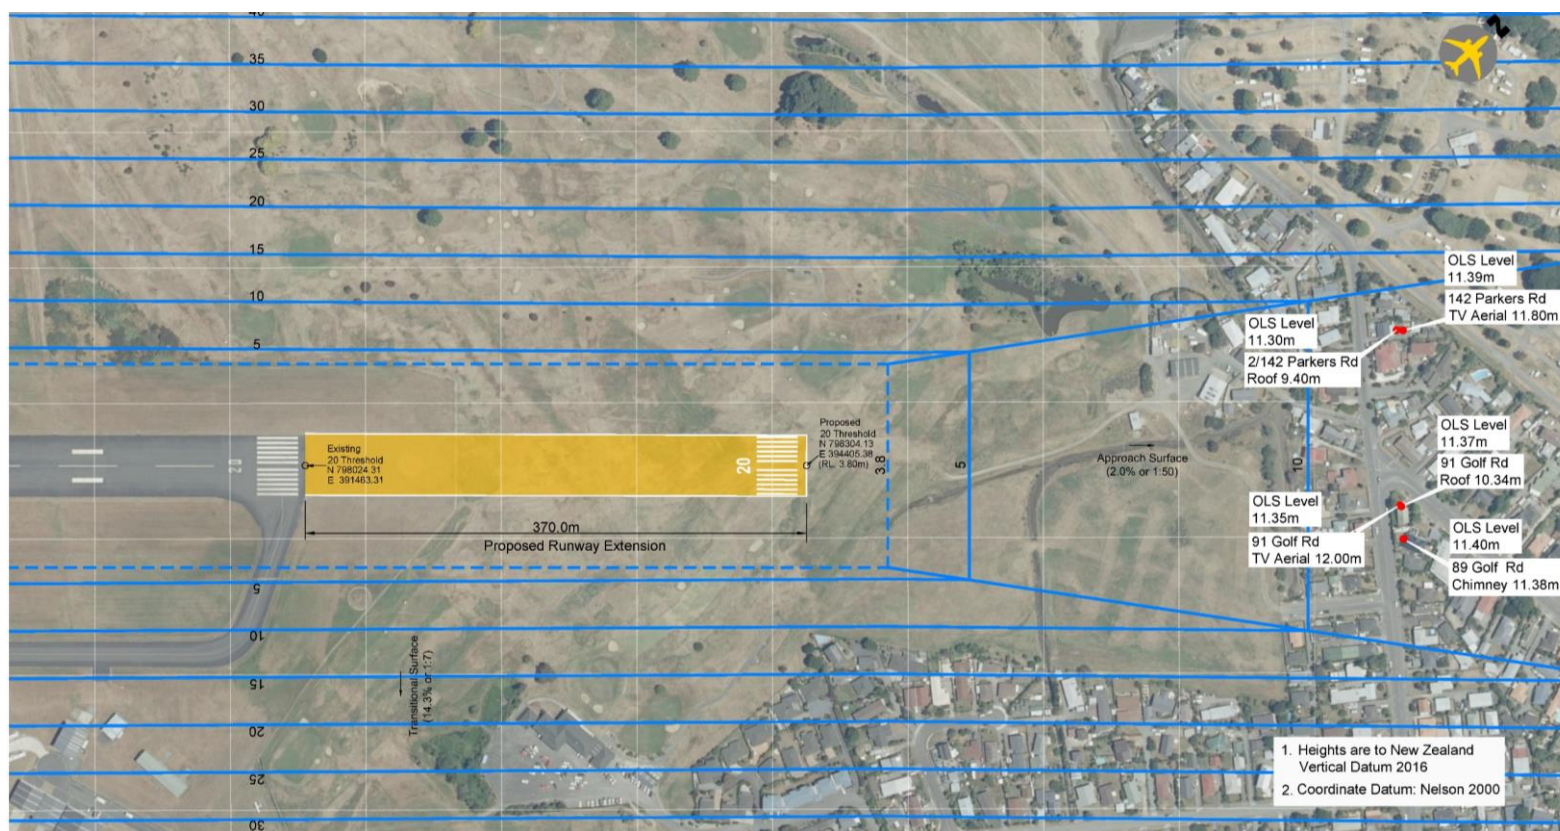 40
35
30
25
20
15
10
5
2
OLS Level
11.39m
142 Parkers Rd
TV Aerial 11.80m
OLS Level
11.30m
2/142 Parkers Rd
Roof 9.40m
Existing
20 Threshold
N 798024.31
E 391463.31
20
20
Proposed
20 Threshold
N 798304.13
E 394405.38
(RL. 3.80m)
3.8
5
Approach Surface
(2.0% or 1:50)
10
OLS Level
11.37m
91 Golf Rd
Roof 10.34m
OLS Level
11.35m
91 Golf Rd
TV Aerial 12.00m
OLS Level
11.40m
89 Golf Rd
Chimney 11.38m
370.0m
Proposed Runway Extension
5
10
15
20
25
30
Transitional Surface
(14.3% or 1:7)
1. Heights are to New Zealand
Vertical Datum 2016
2. Coordinate Datum: Nelson 2000